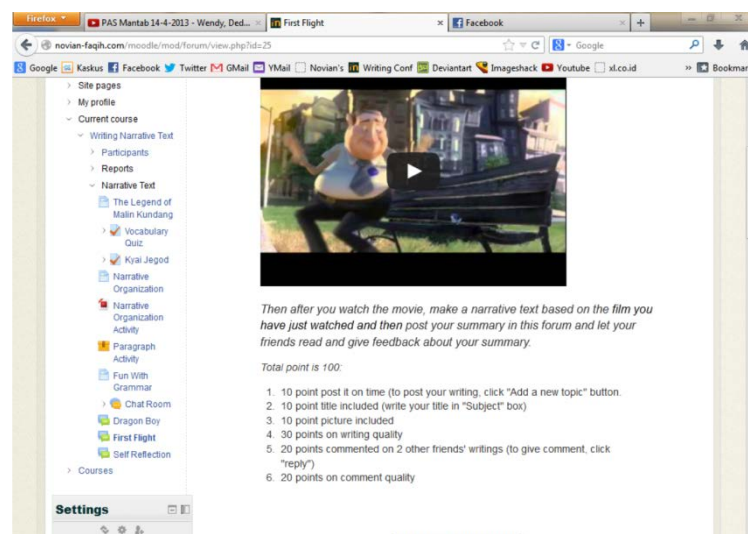 Firefox
PAS Mantab 14-4-2013 - Wendy, Ded...
First Flight
Facebook
novian-faqih.com/moodle/mod/forum/view.php?id=25
Google
Google
Kaskus
Facebook
Twitter
GMail
YMail
Novian's
Writing Conf
Deviantart
Imageshack
Youtube
xl.co.id
»
Bookmar
Site pages
My profile
Current course
Writing Narrative Text
Participants
Reports
Narrative Text
The Legend of
Malin Kundang
Vocabulary
Quiz
Kyai Jegod
Narrative
Organization
Narrative
Organization
Activity
Paragraph
Activity
Fun With
Grammar
Chat Room
Dragon Boy
First Flight
Self Reflection
Courses
Settings
Then after you watch the movie, make a narrative text based on the film you
have just watched and then post your summary in this forum and let your
friends read and give feedback about your summary.
Total point is 100:
1. 10 point post it on time (to post your writing, click "Add a new topic" button.
2. 10 point title included (write your title in "Subject" box)
3. 10 point picture included
4. 30 points on writing quality
5. 20 points commented on 2 other friends' writings (to give comment, click
"reply")
6. 20 points on comment quality